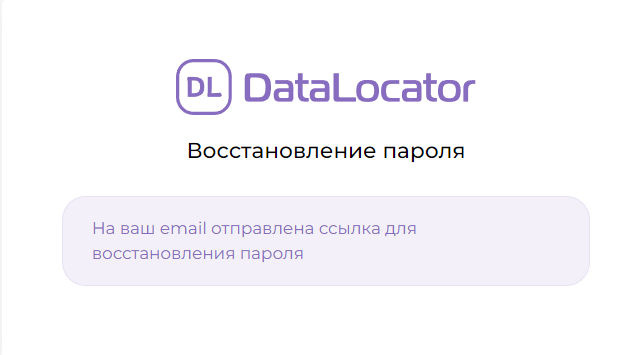 DL DataLocator
Восстановление пароля
На ваш email отправлена ссылка для
восстановления пароля